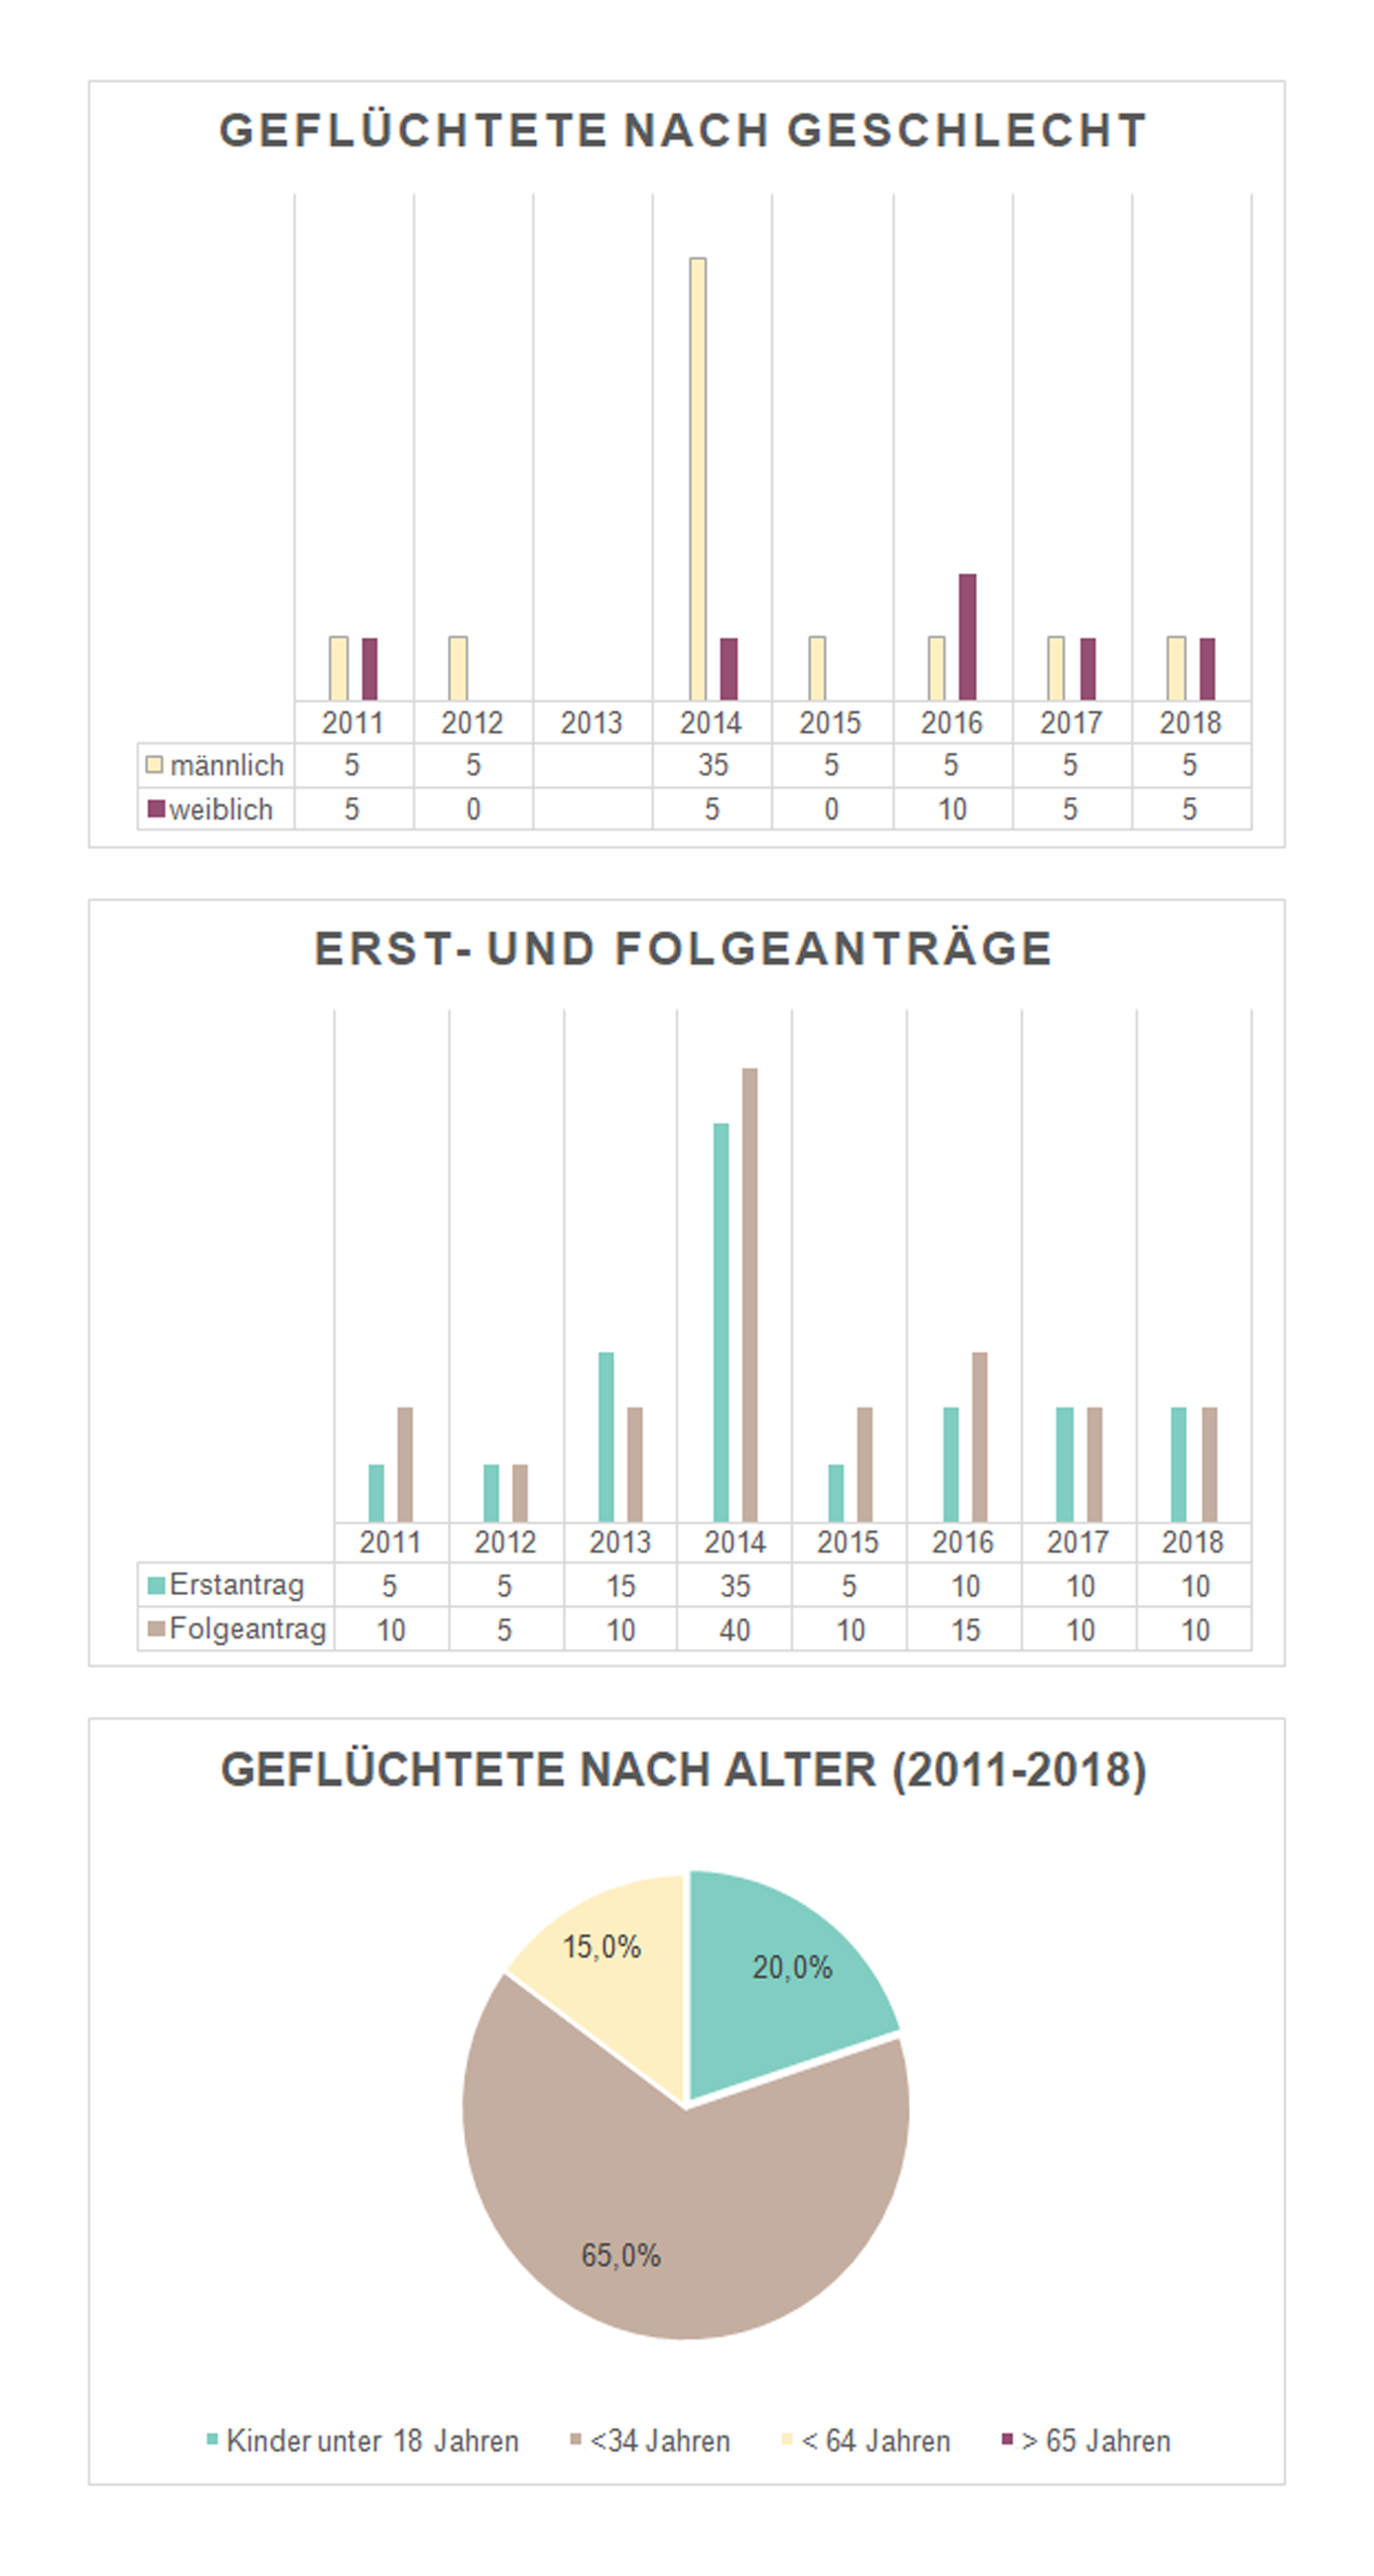 GEFLÜCHTETE NACH GESCHLECHT
2011 2012 2013 2014 2015 2016 2017 2018
männlich 5 5 35 5 5 5 5
weiblich 5 0 5 0 10 5 5
ERST- UND FOLGEANTRÄGE
2011 2012 2013 2014 2015 2016 2017 2018
Erstantrag 5 5 15 35 5 10 10 10
Folgeantrag 10 5 10 40 10 15 10 10
GEFLÜCHTETE NACH ALTER (2011-2018)
15,0%
20,0%
65,0%
Kinder unter 18 Jahren <34 Jahren < 64 Jahren > 65 Jahren